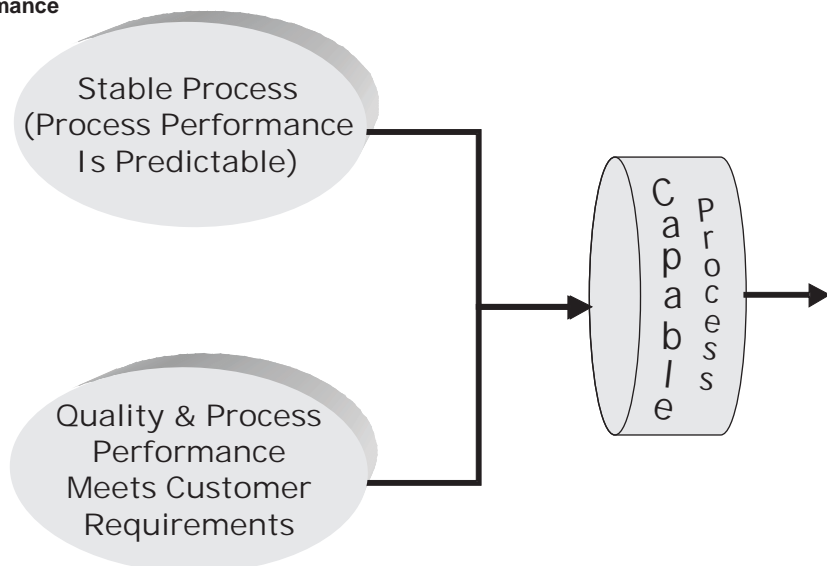 mance
Stable Process
(Process Performance
Is Predictable)
Quality & Process
Performance
Meets Customer
Requirements
Capable
Process